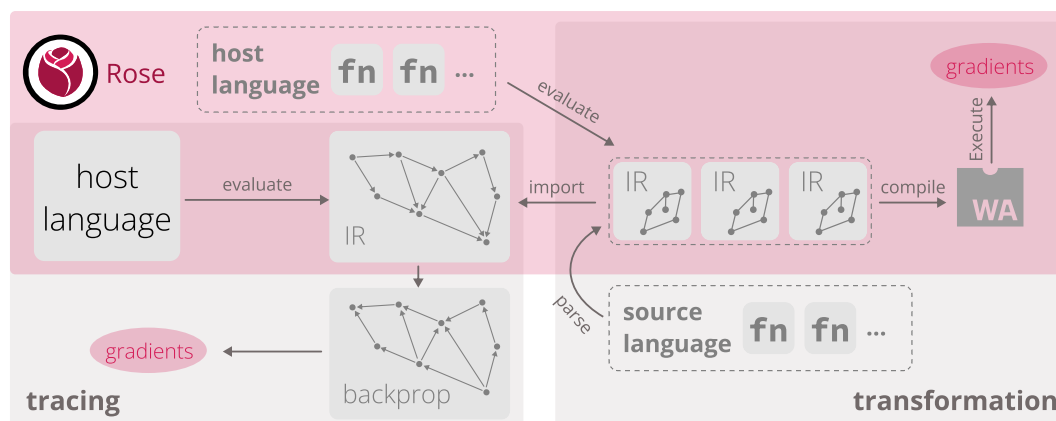 Rose
host
language
fn
fn
...
evaluate
gradients
Execute
host
language
evaluate
IR
import
IR
IR
IR
compile
WA
parse
source
language
fn
fn
...
backprop
gradients
tracing
transformation